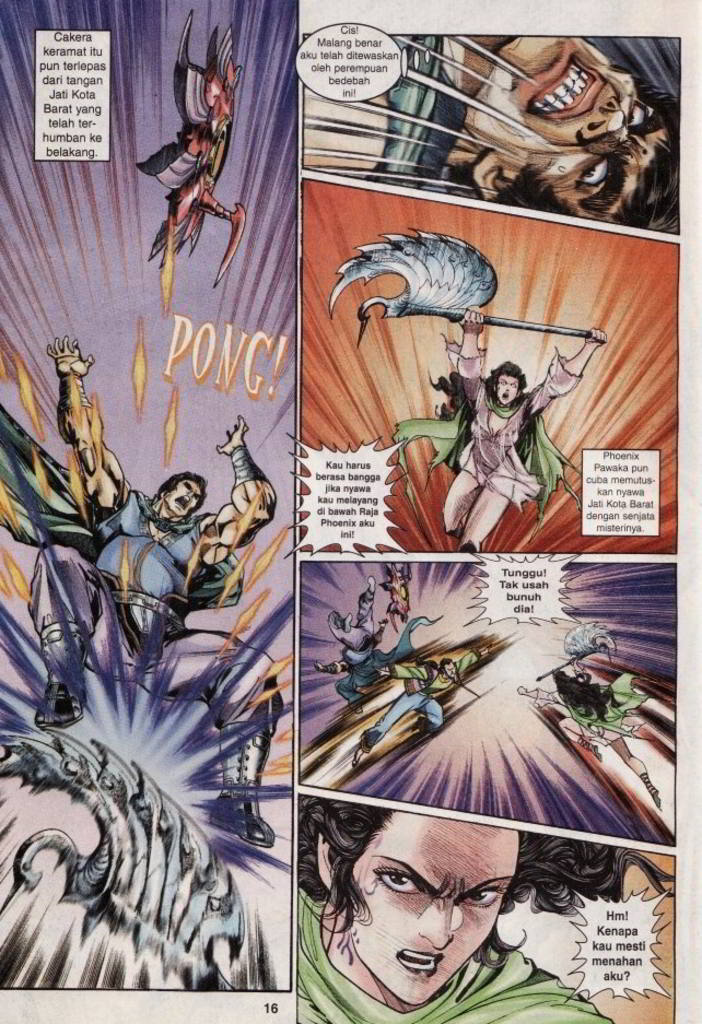 Cakera
keramat itu
pun terlepas
dari tangan
Jati Kota
Barat yang
telah ter-
humban ke
belakang.
PONG!
Cis!
Malang benar
aku telah ditewaskan
oleh perempuan
bedebah
ini!
Kau harus
berasa bangga
jika nyawa
kau melayang
di bawah Raja
Phoenix aku
ini!
Phoenix
Pawaka pun
cuba memutus-
kan nyawa
Jati Kota Barat
dengan senjata
misterinya.
Tunggu!
Tak usah
bunuh
dia!
Hm!
Kenapa
kau mesti
menahan
aku?
16